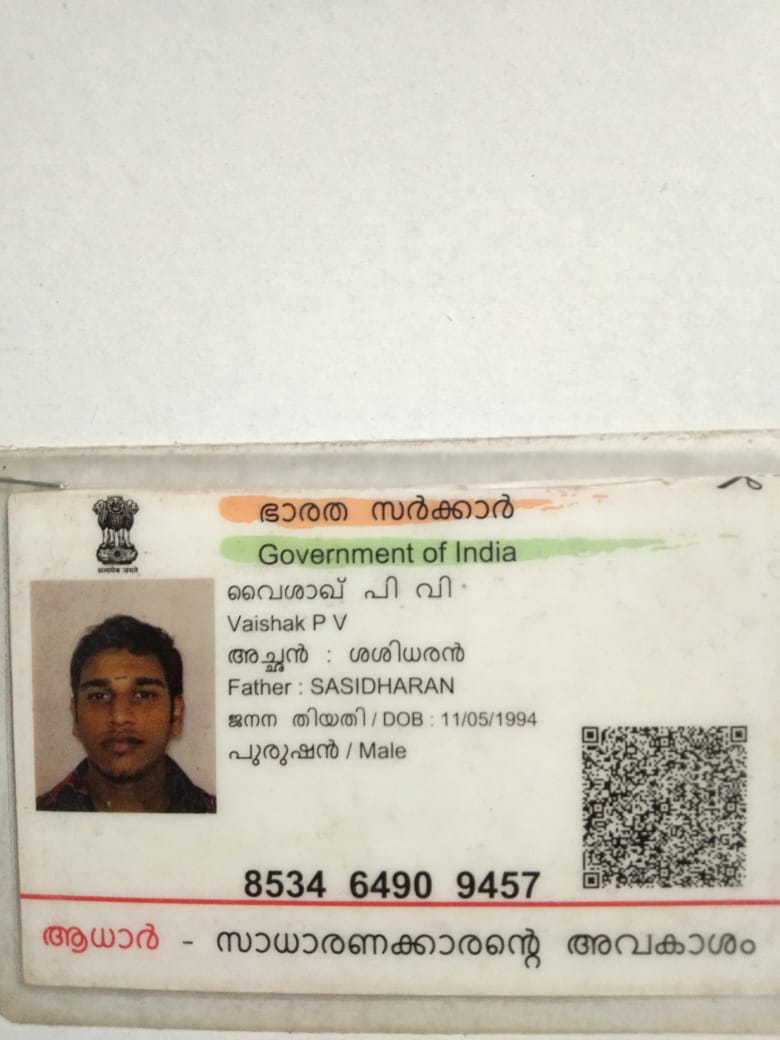 ഭാരത സർക്കാർ
Government of India
सत्यमेव जयते
വൈശാഖ് പി വി
Vaishak P V
അച്ഛൻ : ശശിധരൻ
Father : SASIDHARAN
ജനന തിയതി / DOB : 11/05/1994
പുരുഷൻ / Male
8534 6490 9457
ആധാർ - സാധാരണക്കാരന്റെ അവകാശം